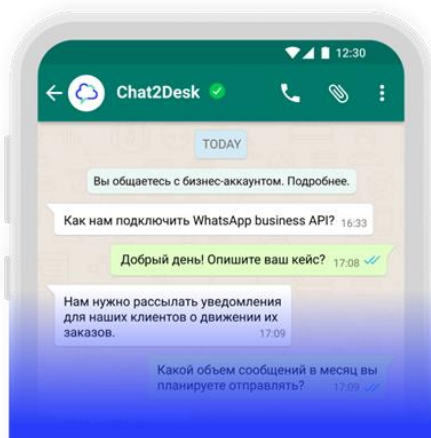 12:30
Chat2Desk
TODAY
Вы общаетесь с бизнес-аккаунтом. Подробнее.
Как нам подключить WhatsApp business API? 16:33
Добрый день! Опишите ваш кейс? 17:08
Нам нужно рассылать уведомления
для наших клиентов о движении их
заказов. 17:09
Какой объем сообщений в месяц вы
планируете отправлять? 17:09